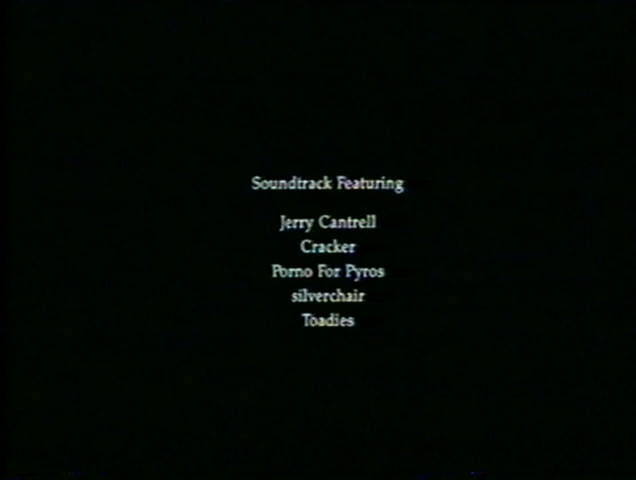 Soundtrack Featuring
Jerry Cantrell
Cracker
Porno For Pyros
silverchair
Toadies